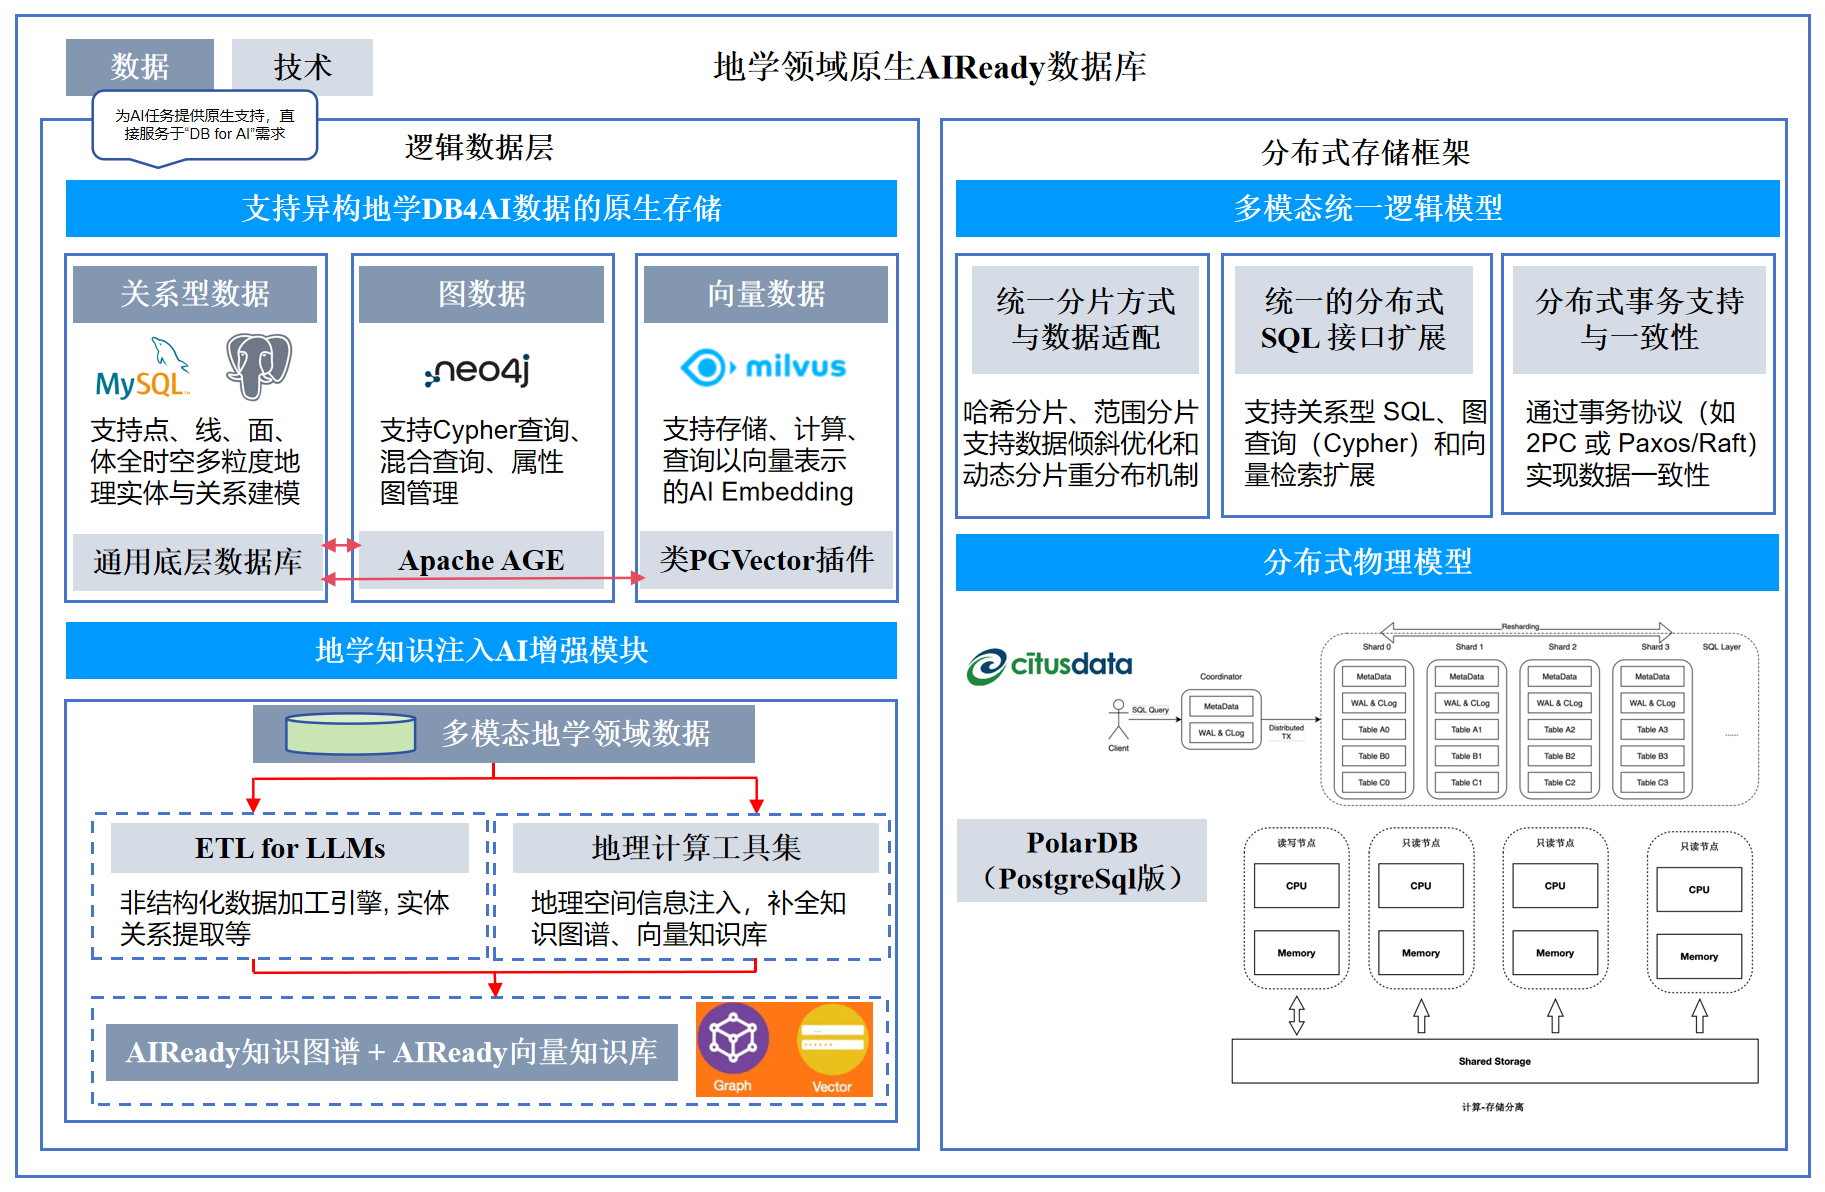 数据
技术
地学领域原生AIReady数据库
为AI任务提供原生支持，直
接服务于“DB for AI”需求
逻辑数据层
支持异构地学DB4AI数据的原生存储
关系型数据
MySQL
支持点、线、面、
体全时空多粒度地
理实体与关系建模
通用底层数据库
图数据
neo4j
支持Cypher查询、
混合查询、属性
图管理
Apache AGE
向量数据
milvus
支持存储、计算、
查询以向量表示
的AI Embedding
类PGVector插件
地学知识注入AI增强模块
多模态地学领域数据
ETL for LLMs
非结构化数据加工引擎, 实体
关系提取等
地理计算工具集
地理空间信息注入，补全知
识图谱、向量知识库
AIReady知识图谱 + AIReady向量知识库
Graph
Vector
分布式存储框架
多模态统一逻辑模型
统一分片方式
与数据适配
哈希分片、范围分片
支持数据倾斜优化和
动态分片重分布机制
统一的分布式
SQL 接口扩展
支持关系型 SQL、图
查询（Cypher）和向
量检索扩展
分布式事务支持
与一致性
通过事务协议（如
2PC 或 Paxos/Raft）
实现数据一致性
分布式物理模型
citusdata
Resharding
Shard 0
Shard 1
Shard 2
Shard 3
SQL Layer
Coordinator
MetaData
WAL & CLog
Client
SQL Query
Distributed
TX
MetaData
WAL & CLog
Table A0
Table B0
Table C0
MetaData
WAL & CLog
Table A1
Table B1
Table C1
MetaData
WAL & CLog
Table A2
Table B2
Table C2
MetaData
WAL & CLog
Table A3
Table B3
Table C3
......
PolarDB
（PostgreSql版）
读写节点
CPU
Memory
只读节点
CPU
Memory
只读节点
CPU
Memory
只读节点
CPU
Memory
Shared Storage
计算-存储分离